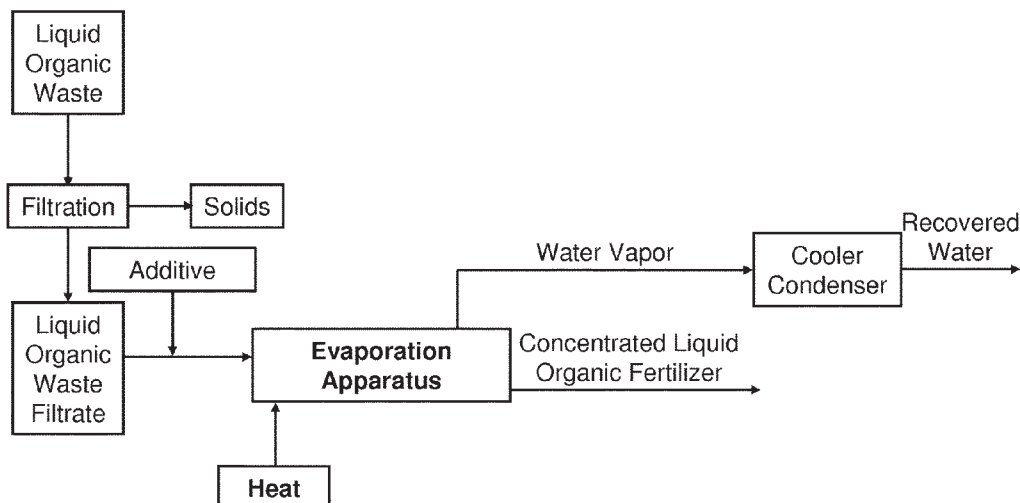 Liquid
Organic
Waste
Filtration
Solids
Additive
Liquid
Organic
Waste
Filtrate
Evaporation
Apparatus
Heat
Water Vapor
Cooler
Condenser
Recovered
Water
Concentrated Liquid
Organic Fertilizer